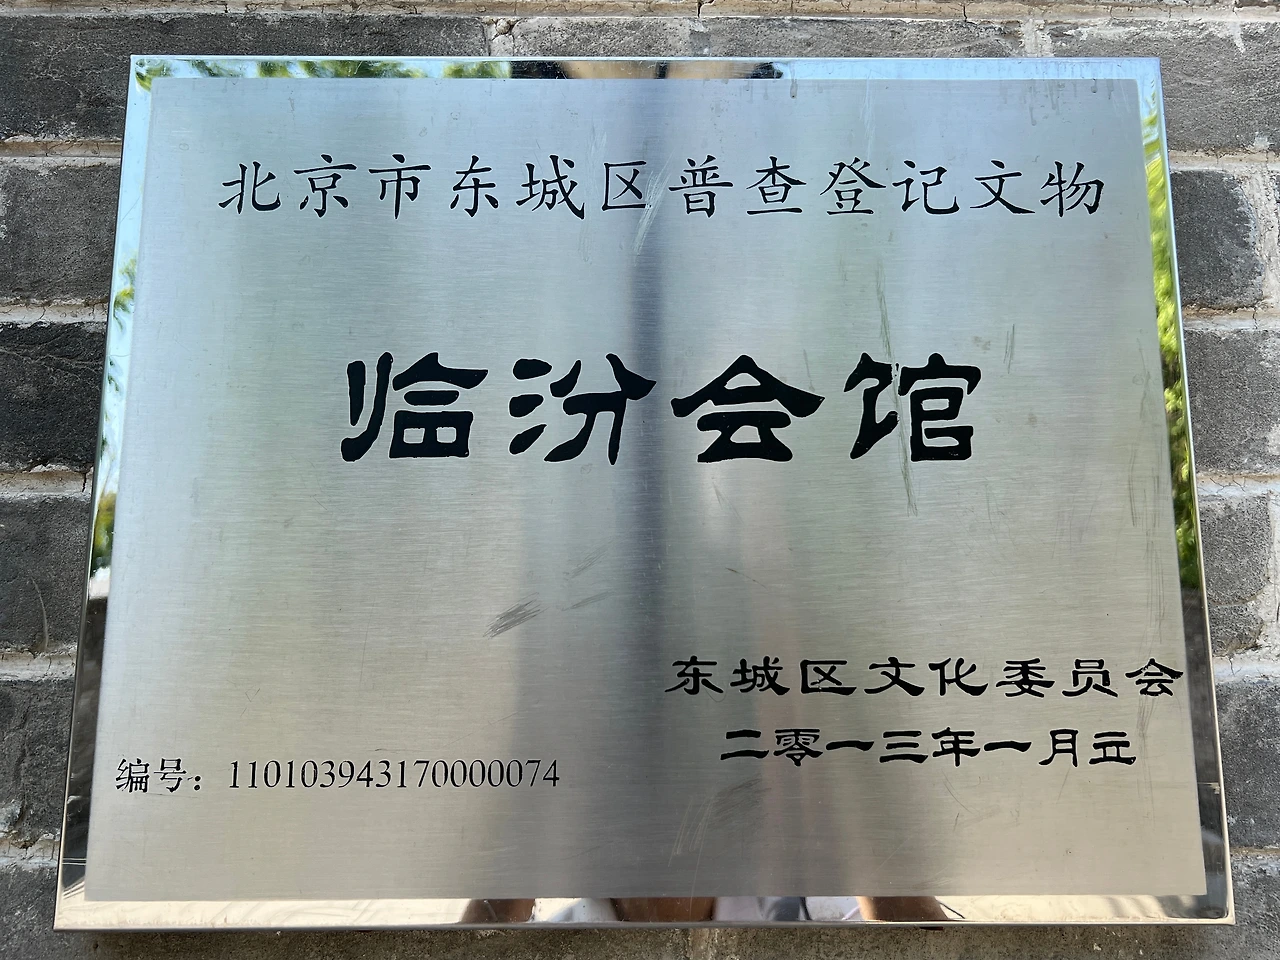 北京市东城区普查登记文物
临汾会馆
东城区文化委员会
二零一三年一月立
编号：110103943170000074